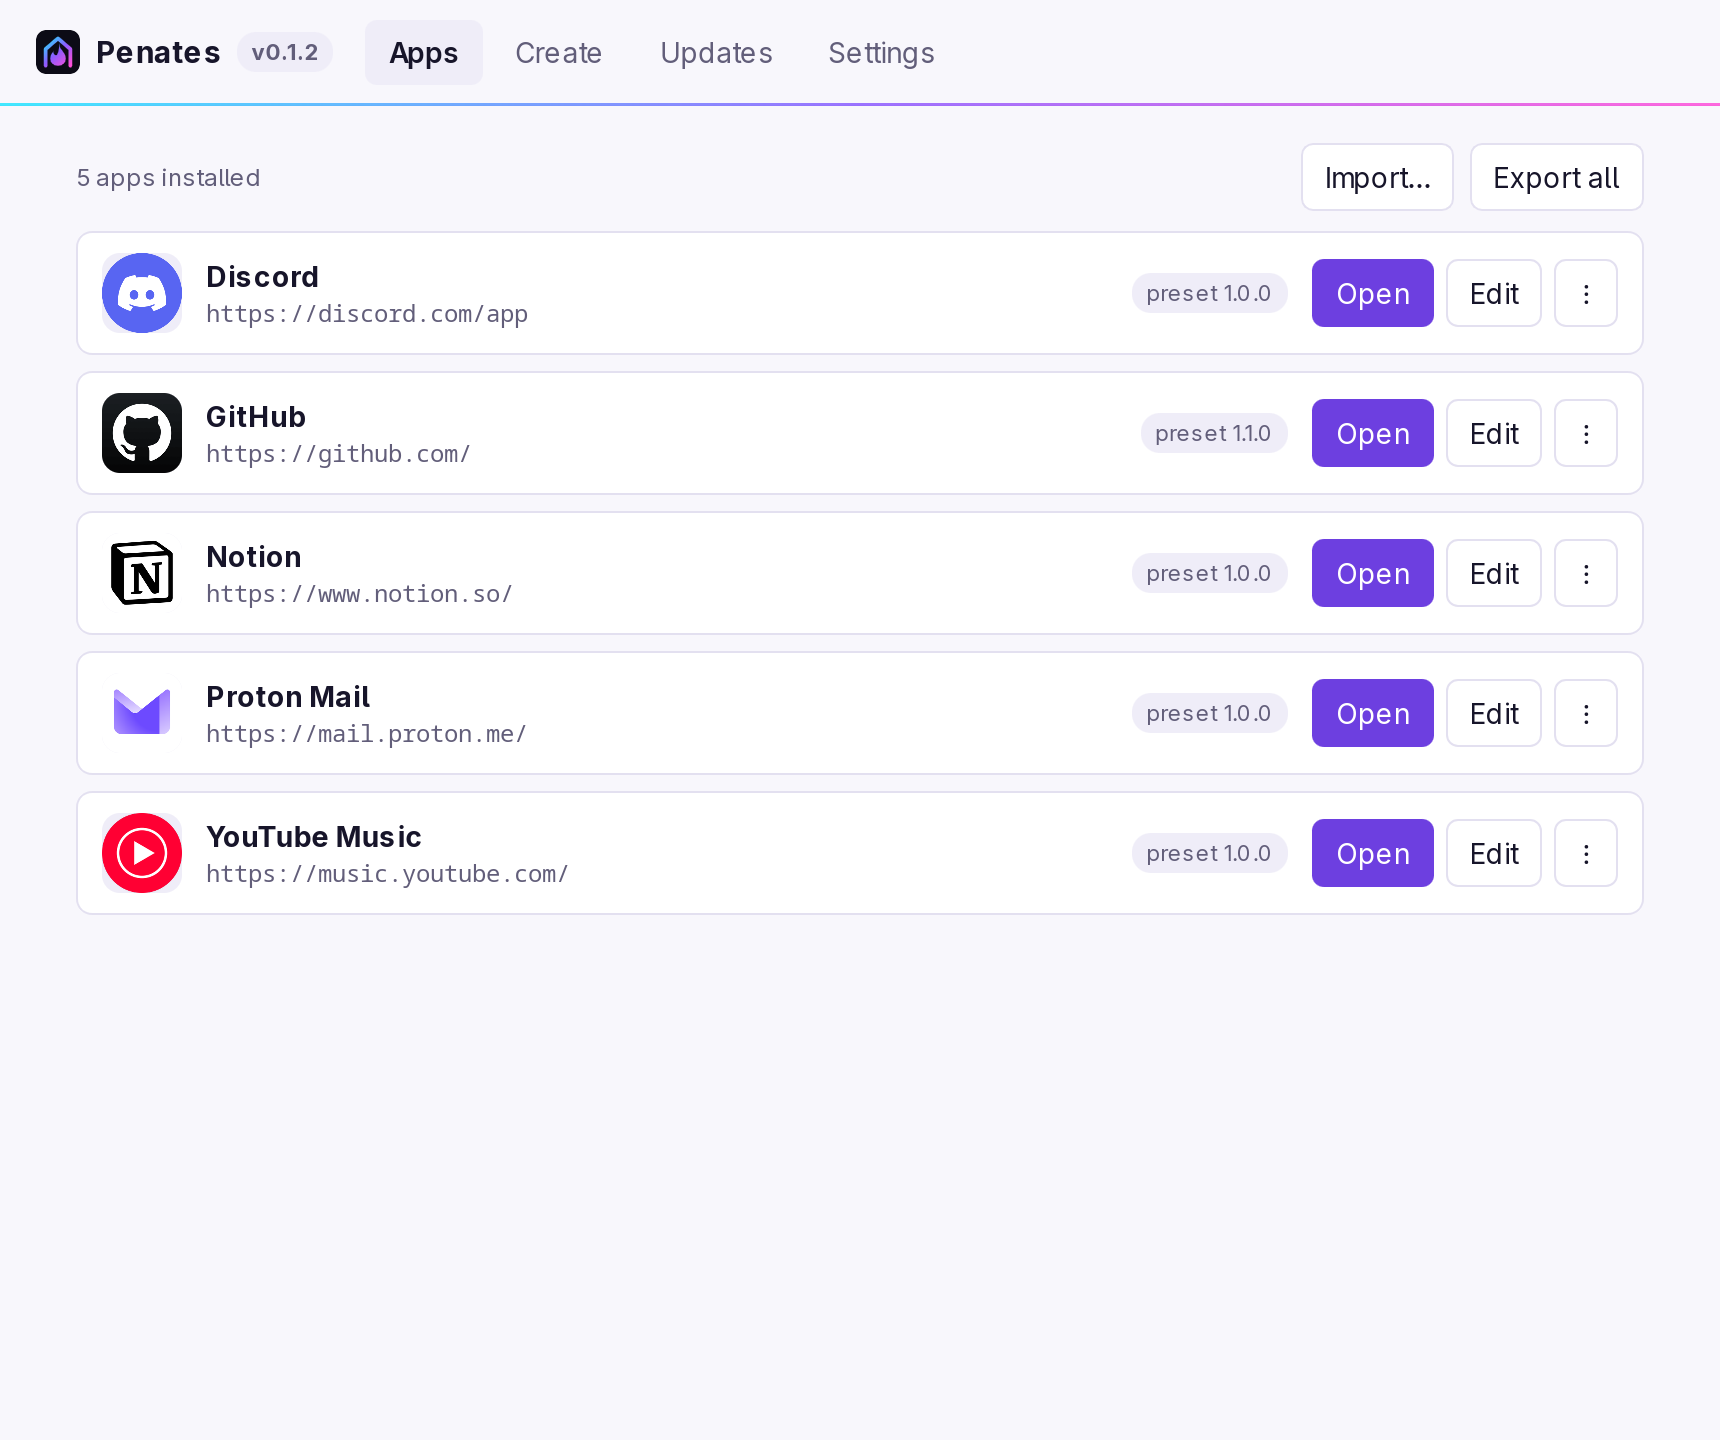 Penates v0.1.2 Apps Create Updates Settings
5 apps installed Import... Export all
Discord
https://discord.com/app
preset 1.0.0 Open Edit
GitHub
https://github.com/
preset 1.1.0 Open Edit
N
Notion
https://www.notion.so/
preset 1.0.0 Open Edit
Proton Mail
https://mail.proton.me/
preset 1.0.0 Open Edit
YouTube Music
https://music.youtube.com/
preset 1.0.0 Open Edit